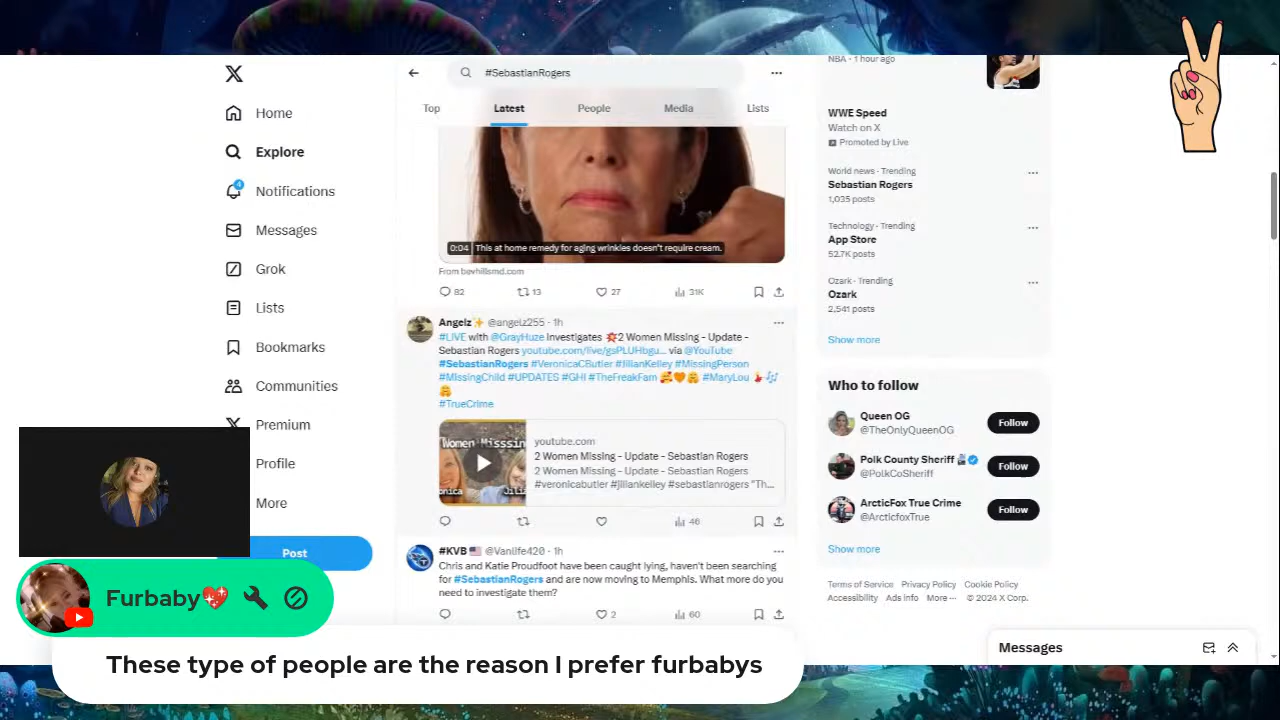 Home
Explore
4
Notifications
Messages
Grok
Lists
Bookmarks
Communities
Premium
Profile
More
Post
#SebastianRogers
Top
Latest
People
Media
Lists
0:04 This at home remedy for aging wrinkles doesn't require cream.
From bevhillsmd.com
82 13 27 31K
Angelz✨ @angelz255 · 1h
#LIVE with @GrayHuze Investigates 💥2 Women Missing - Update -
Sebastian Rogers youtube.com/live/gsPLUHbgu... via @YouTube
#SebastianRogers #VeronicaCButler #JilianKelley #MissingPerson
#MissingChild #UPDATES #GHI #TheFreakFam 🥰🧡🤗 #MaryLou 💃🎶
🤗
#TrueCrime
Women Misssin
youtube.com
2 Women Missing - Update - Sebastian Rogers
2 Women Missing - Update - Sebastian Rogers
#veronicabutler #jiliankelley #sebastianrogers "Th...
46
#KVB 🇺🇸 @Vanlife420 · 1h
Chris and Katie Proudfoot have been caught lying, haven't been searching
for #SebastianRogers and are now moving to Memphis. What more do you
need to investigate them?
2 60
NBA · 1 hour ago
WWE Speed
Watch on X
Promoted by Live
World news · Trending
Sebastian Rogers
1,035 posts
Technology · Trending
App Store
52.7K posts
Ozark · Trending
Ozark
2,541 posts
Show more
Who to follow
Queen OG
@TheOnlyQueenOG
Follow
Polk County Sheriff
@PolkCoSheriff
Follow
ArcticFox True Crime
@ArcticfoxTrue
Follow
Show more
Terms of Service Privacy Policy Cookie Policy
Accessibility Ads info More ··· © 2024 X Corp.
Messages
Furbaby💖
These type of people are the reason I prefer furbabys